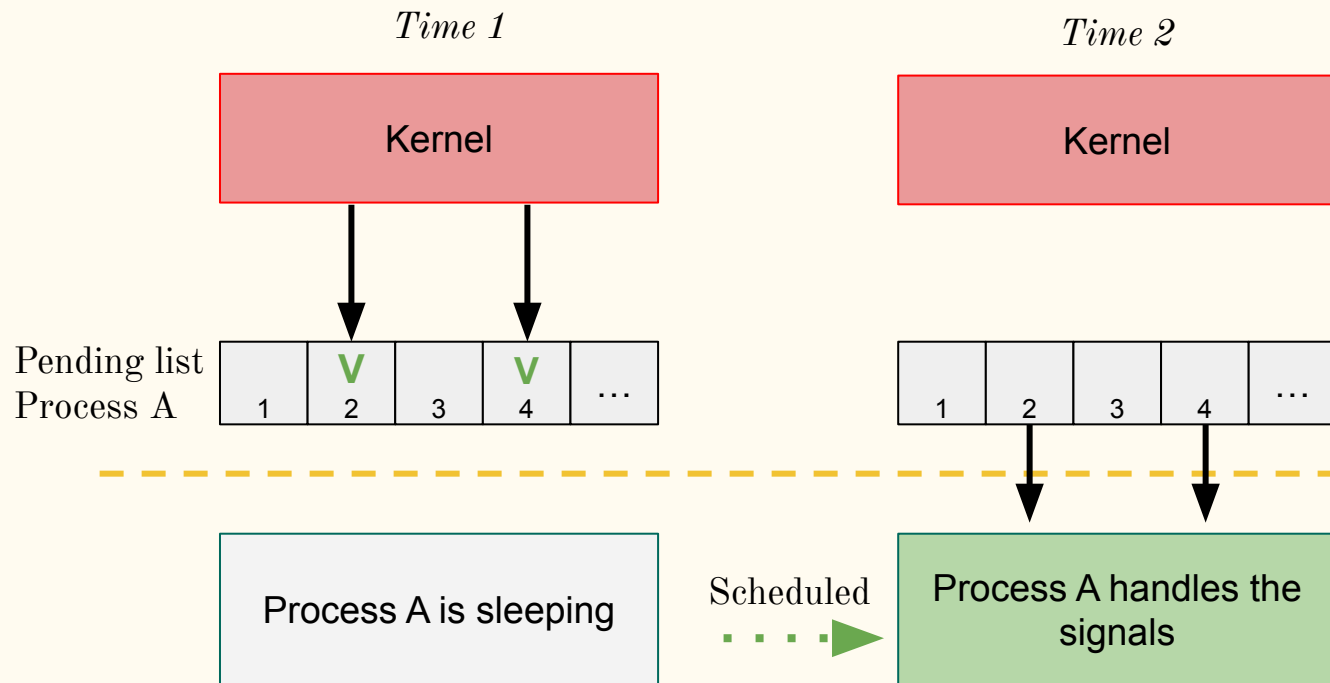 Time 1
Time 2
Kernel
Kernel
Pending list
Process A
V
V
1
2
3
4
...
1
2
3
4
...
Process A is sleeping
Scheduled
Process A handles the
signals